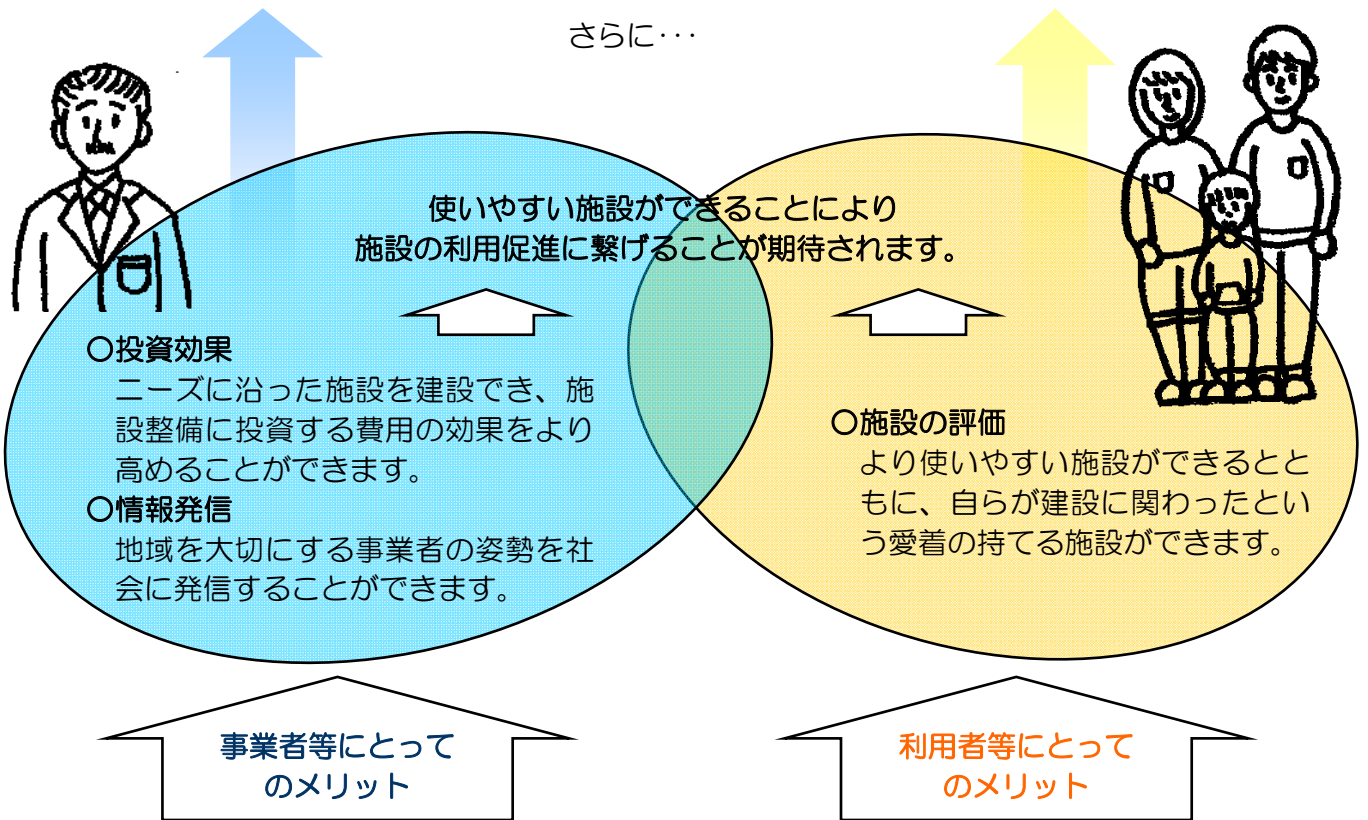 さらに･･･
使いやすい施設ができることにより
施設の利用促進に繋げることが期待されます。
○投資効果
ニーズに沿った施設を建設でき、施
設整備に投資する費用の効果をより
高めることができます。
○情報発信
地域を大切にする事業者の姿勢を社
会に発信することができます。
○施設の評価
より使いやすい施設ができるとと
もに、自らが建設に関わったとい
う愛着の持てる施設ができます。
事業者等にとって
のメリット
利用者等にとって
のメリット